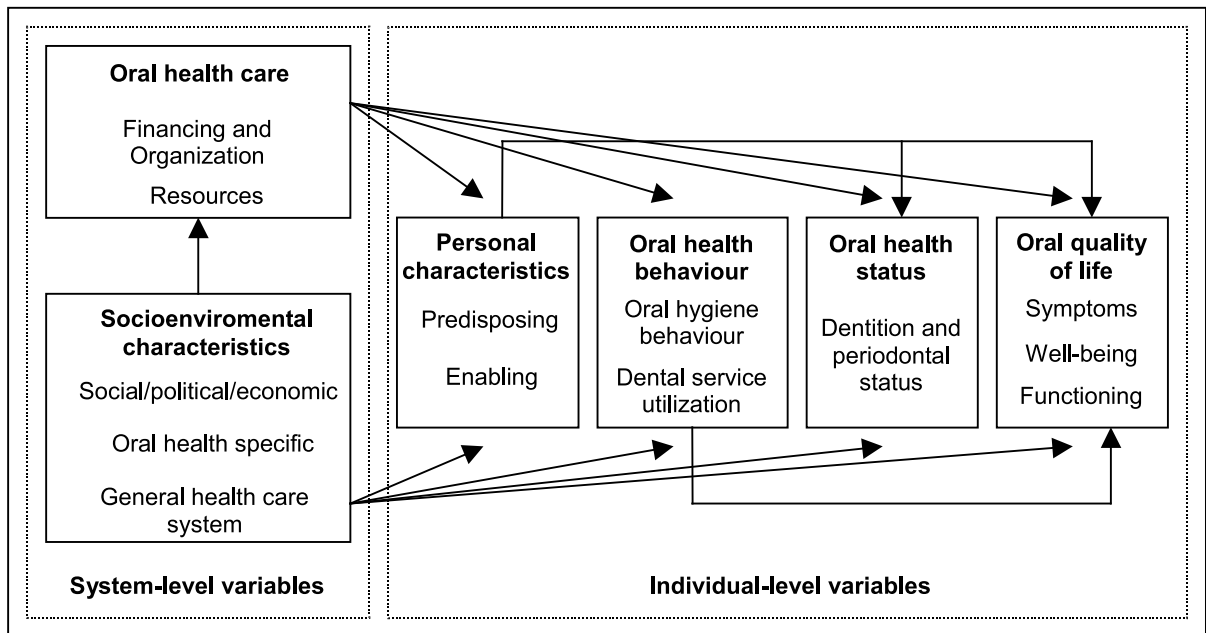 Oral health care
Financing and
Organization
Resources
Socioenviromental
characteristics
Social/political/economic
Oral health specific
General health care
system
System-level variables
Personal
characteristics
Predisposing
Enabling
Oral health
behaviour
Oral hygiene
behaviour
Dental service
utilization
Oral health
status
Dentition and
periodontal
status
Oral quality
of life
Symptoms
Well-being
Functioning
Individual-level variables